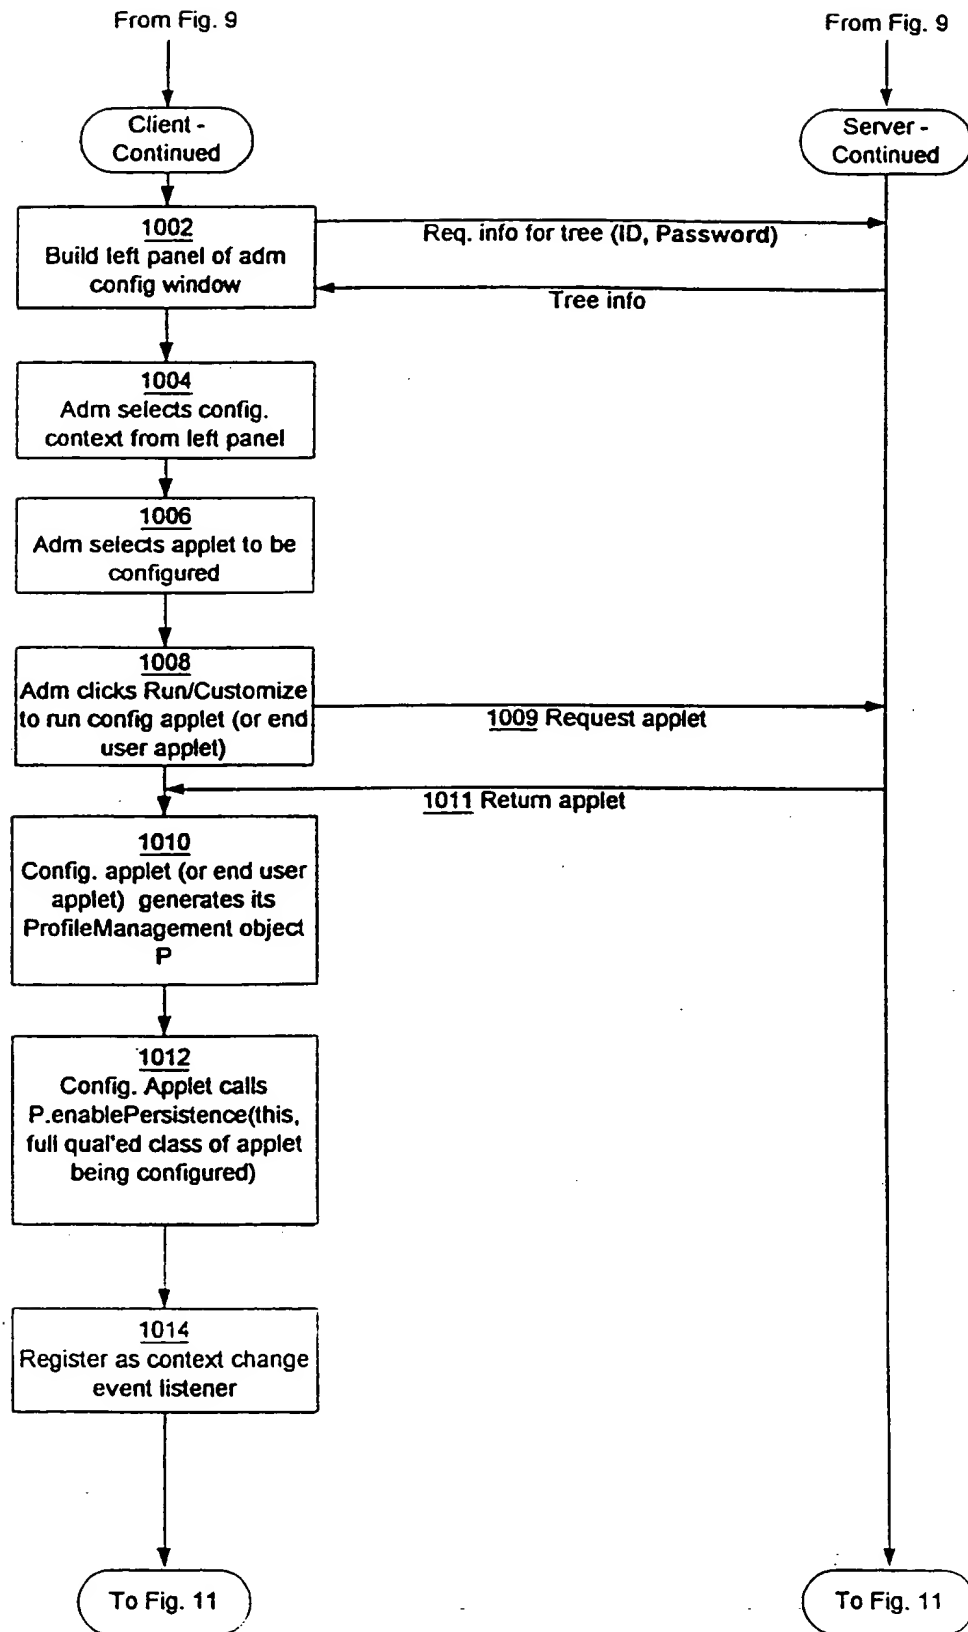 From Fig. 9
From Fig. 9
Client -
Continued
Server -
Continued
1002
Build left panel of adm
config window
Req. info for tree (ID, Password)
Tree info
1004
Adm selects config.
context from left panel
1006
Adm selects applet to be
configured
1008
Adm clicks Run/Customize
to run config applet (or end
user applet)
1009 Request applet
1011 Return applet
1010
Config. applet (or end user
applet) generates its
ProfileManagement object
P
1012
Config. Applet calls
P.enablePersistence(this,
full qual'ed class of applet
being configured)
1014
Register as context change
event listener
To Fig. 11
To Fig. 11